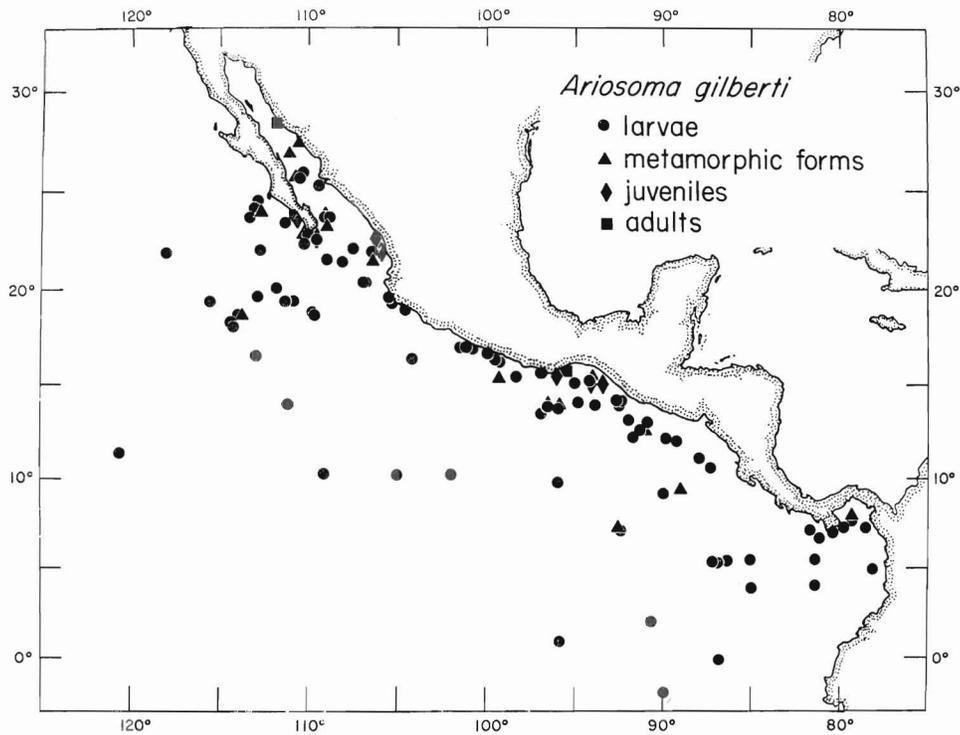 120° 110° 100° 90° 80°
30° 30°
Ariosoma gilberti
larvae
metamorphic forms
juveniles
adults
20° 20°
10° 10°
0° 0°
120° 110° 100° 90° 80°